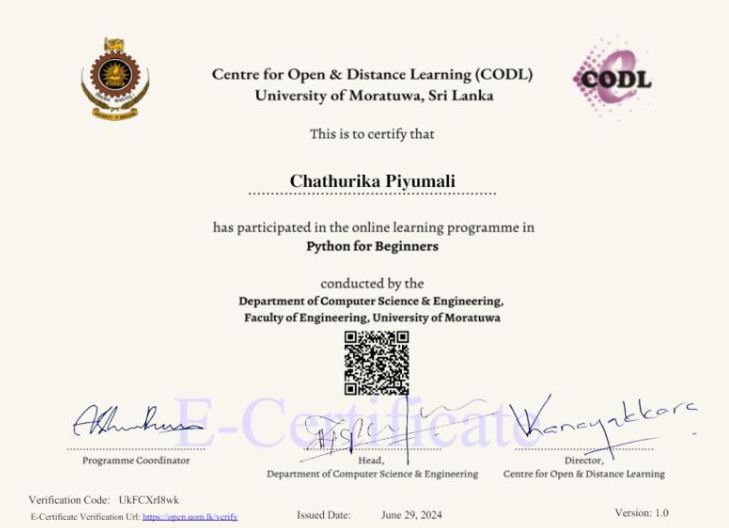 Centre for Open & Distance Learning (CODL)
University of Moratuwa, Sri Lanka
CODL
This is to certify that
Chathurika Piyumali
has participated in the online learning programme in
Python for Beginners
conducted by the
Department of Computer Science & Engineering,
Faculty of Engineering, University of Moratuwa
E-Certificate
Programme Coordinator
Head,
Department of Computer Science & Engineering
Director,
Centre for Open & Distance Learning
Verification Code: UkFCXrI8wk
E-Certificate Verification Url: https://open.uom.lk/verify
Issued Date: June 29, 2024
Version: 1.0